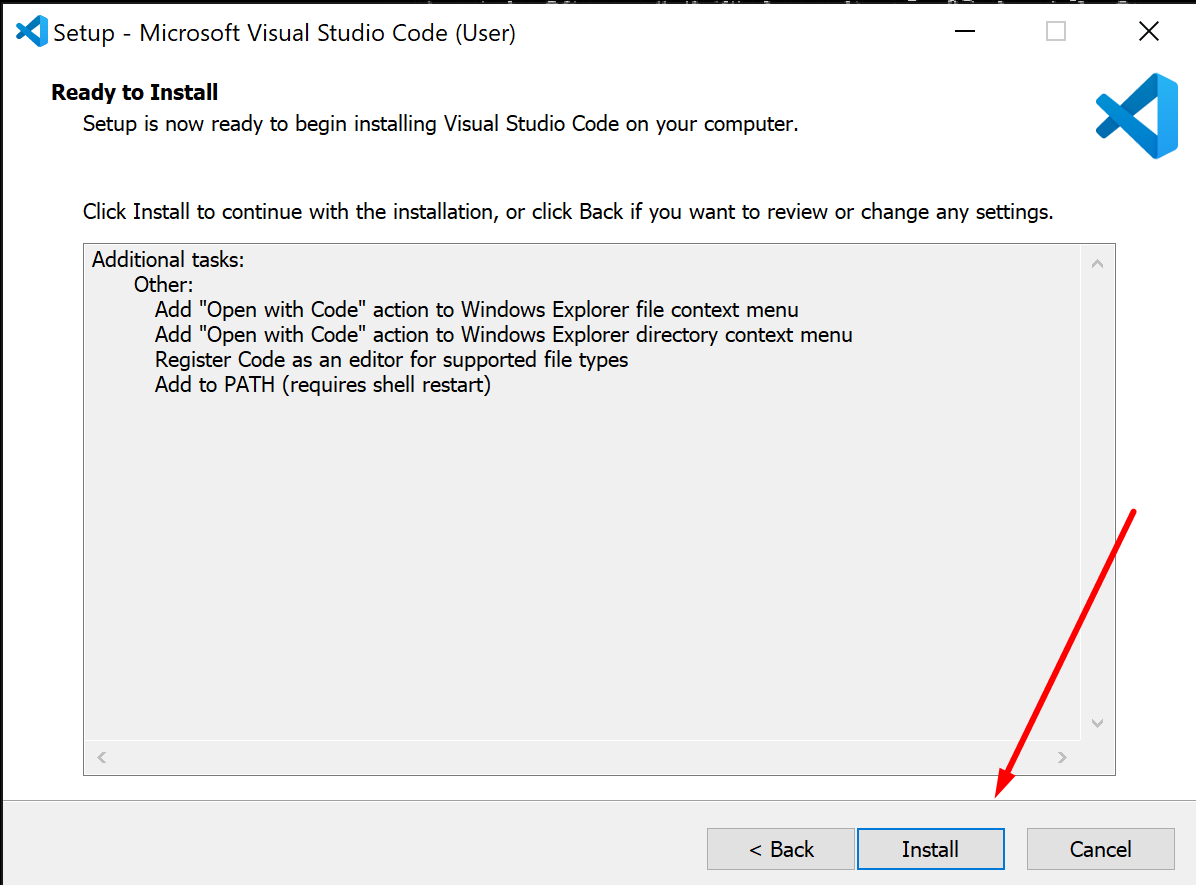 Setup - Microsoft Visual Studio Code (User)
Ready to Install
Setup is now ready to begin installing Visual Studio Code on your computer.
Click Install to continue with the installation, or click Back if you want to review or change any settings.
Additional tasks:
Other:
Add "Open with Code" action to Windows Explorer file context menu
Add "Open with Code" action to Windows Explorer directory context menu
Register Code as an editor for supported file types
Add to PATH (requires shell restart)
< Back
Install
Cancel